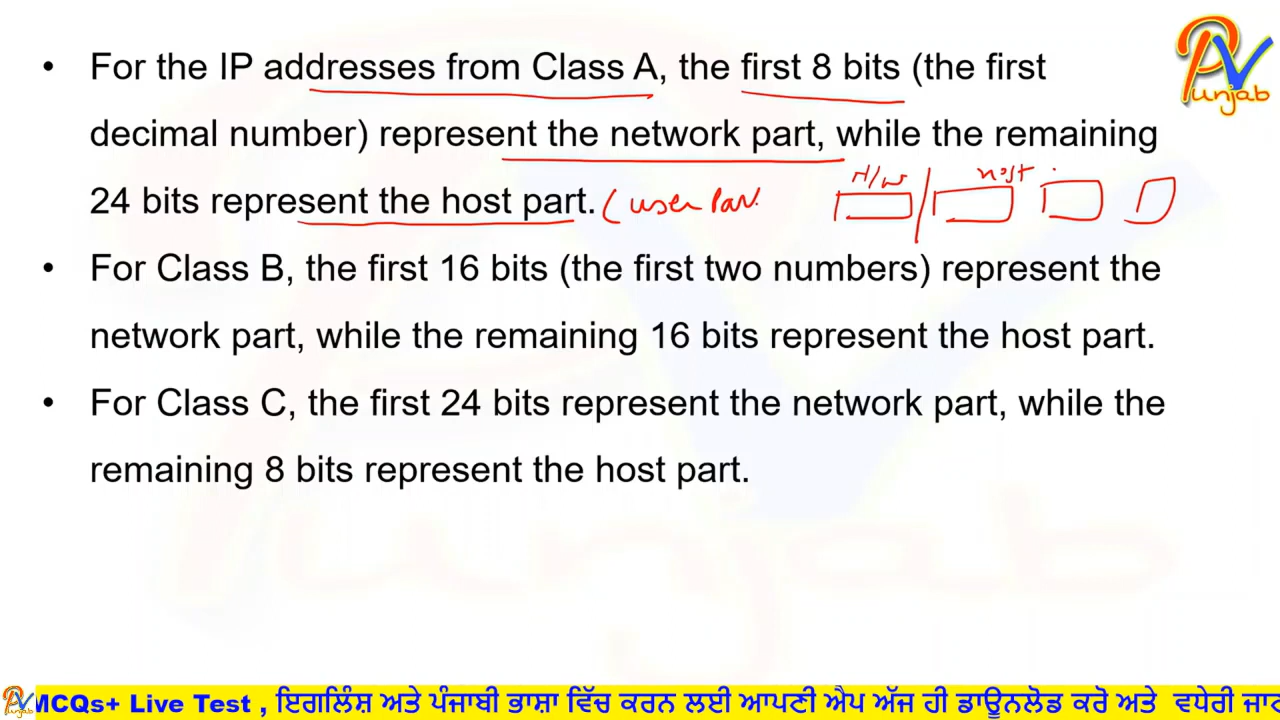 • For the IP addresses from Class A, the first 8 bits (the first
decimal number) represent the network part, while the remaining
N/W host
24 bits represent the host part. (user Par
• For Class B, the first 16 bits (the first two numbers) represent the
network part, while the remaining 16 bits represent the host part.
• For Class C, the first 24 bits represent the network part, while the
remaining 8 bits represent the host part.
PV Punjab
MCQs+ Live Test , ਇਗਲਿੰਸ਼ ਅਤੇ ਪੰਜਾਬੀ ਭਾਸ਼ਾ ਵਿੱਚ ਕਰਨ ਲਈ ਆਪਣੀ ਐਪ ਅੱਜ ਹੀ ਡਾਊਨਲੋਡ ਕਰੋ ਅਤੇ ਵਧੇਰੀ